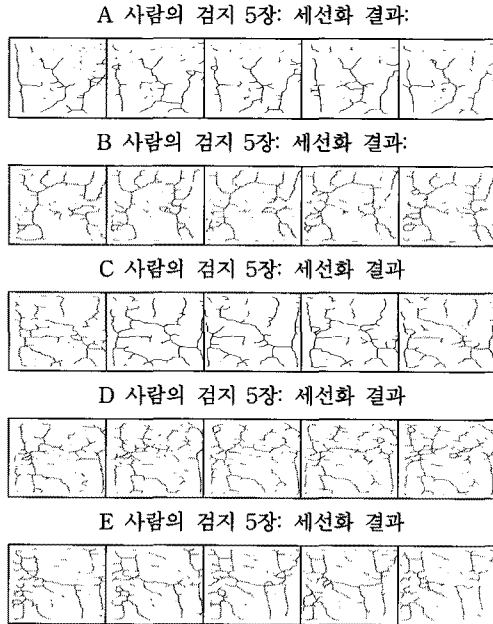 A 사람의 검지 5장: 세선화 결과:
B 사람의 검지 5장: 세선화 결과:
C 사람의 검지 5장: 세선화 결과
D 사람의 검지 5장: 세선화 결과
E 사람의 검지 5장: 세선화 결과